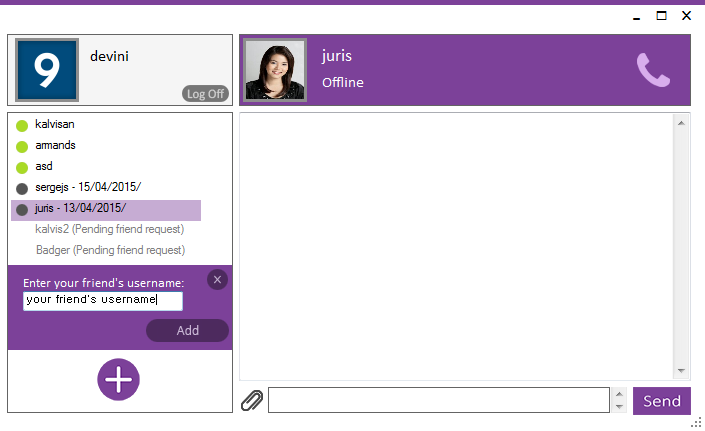 9
devini
Log Off
juris
Offline
kalvisan
armands
asd
sergejs - 15/04/2015/
juris - 13/04/2015/
kalvis2 (Pending friend request)
Badger (Pending friend request)
Enter your friend's username:
your friend's username
Add
Send